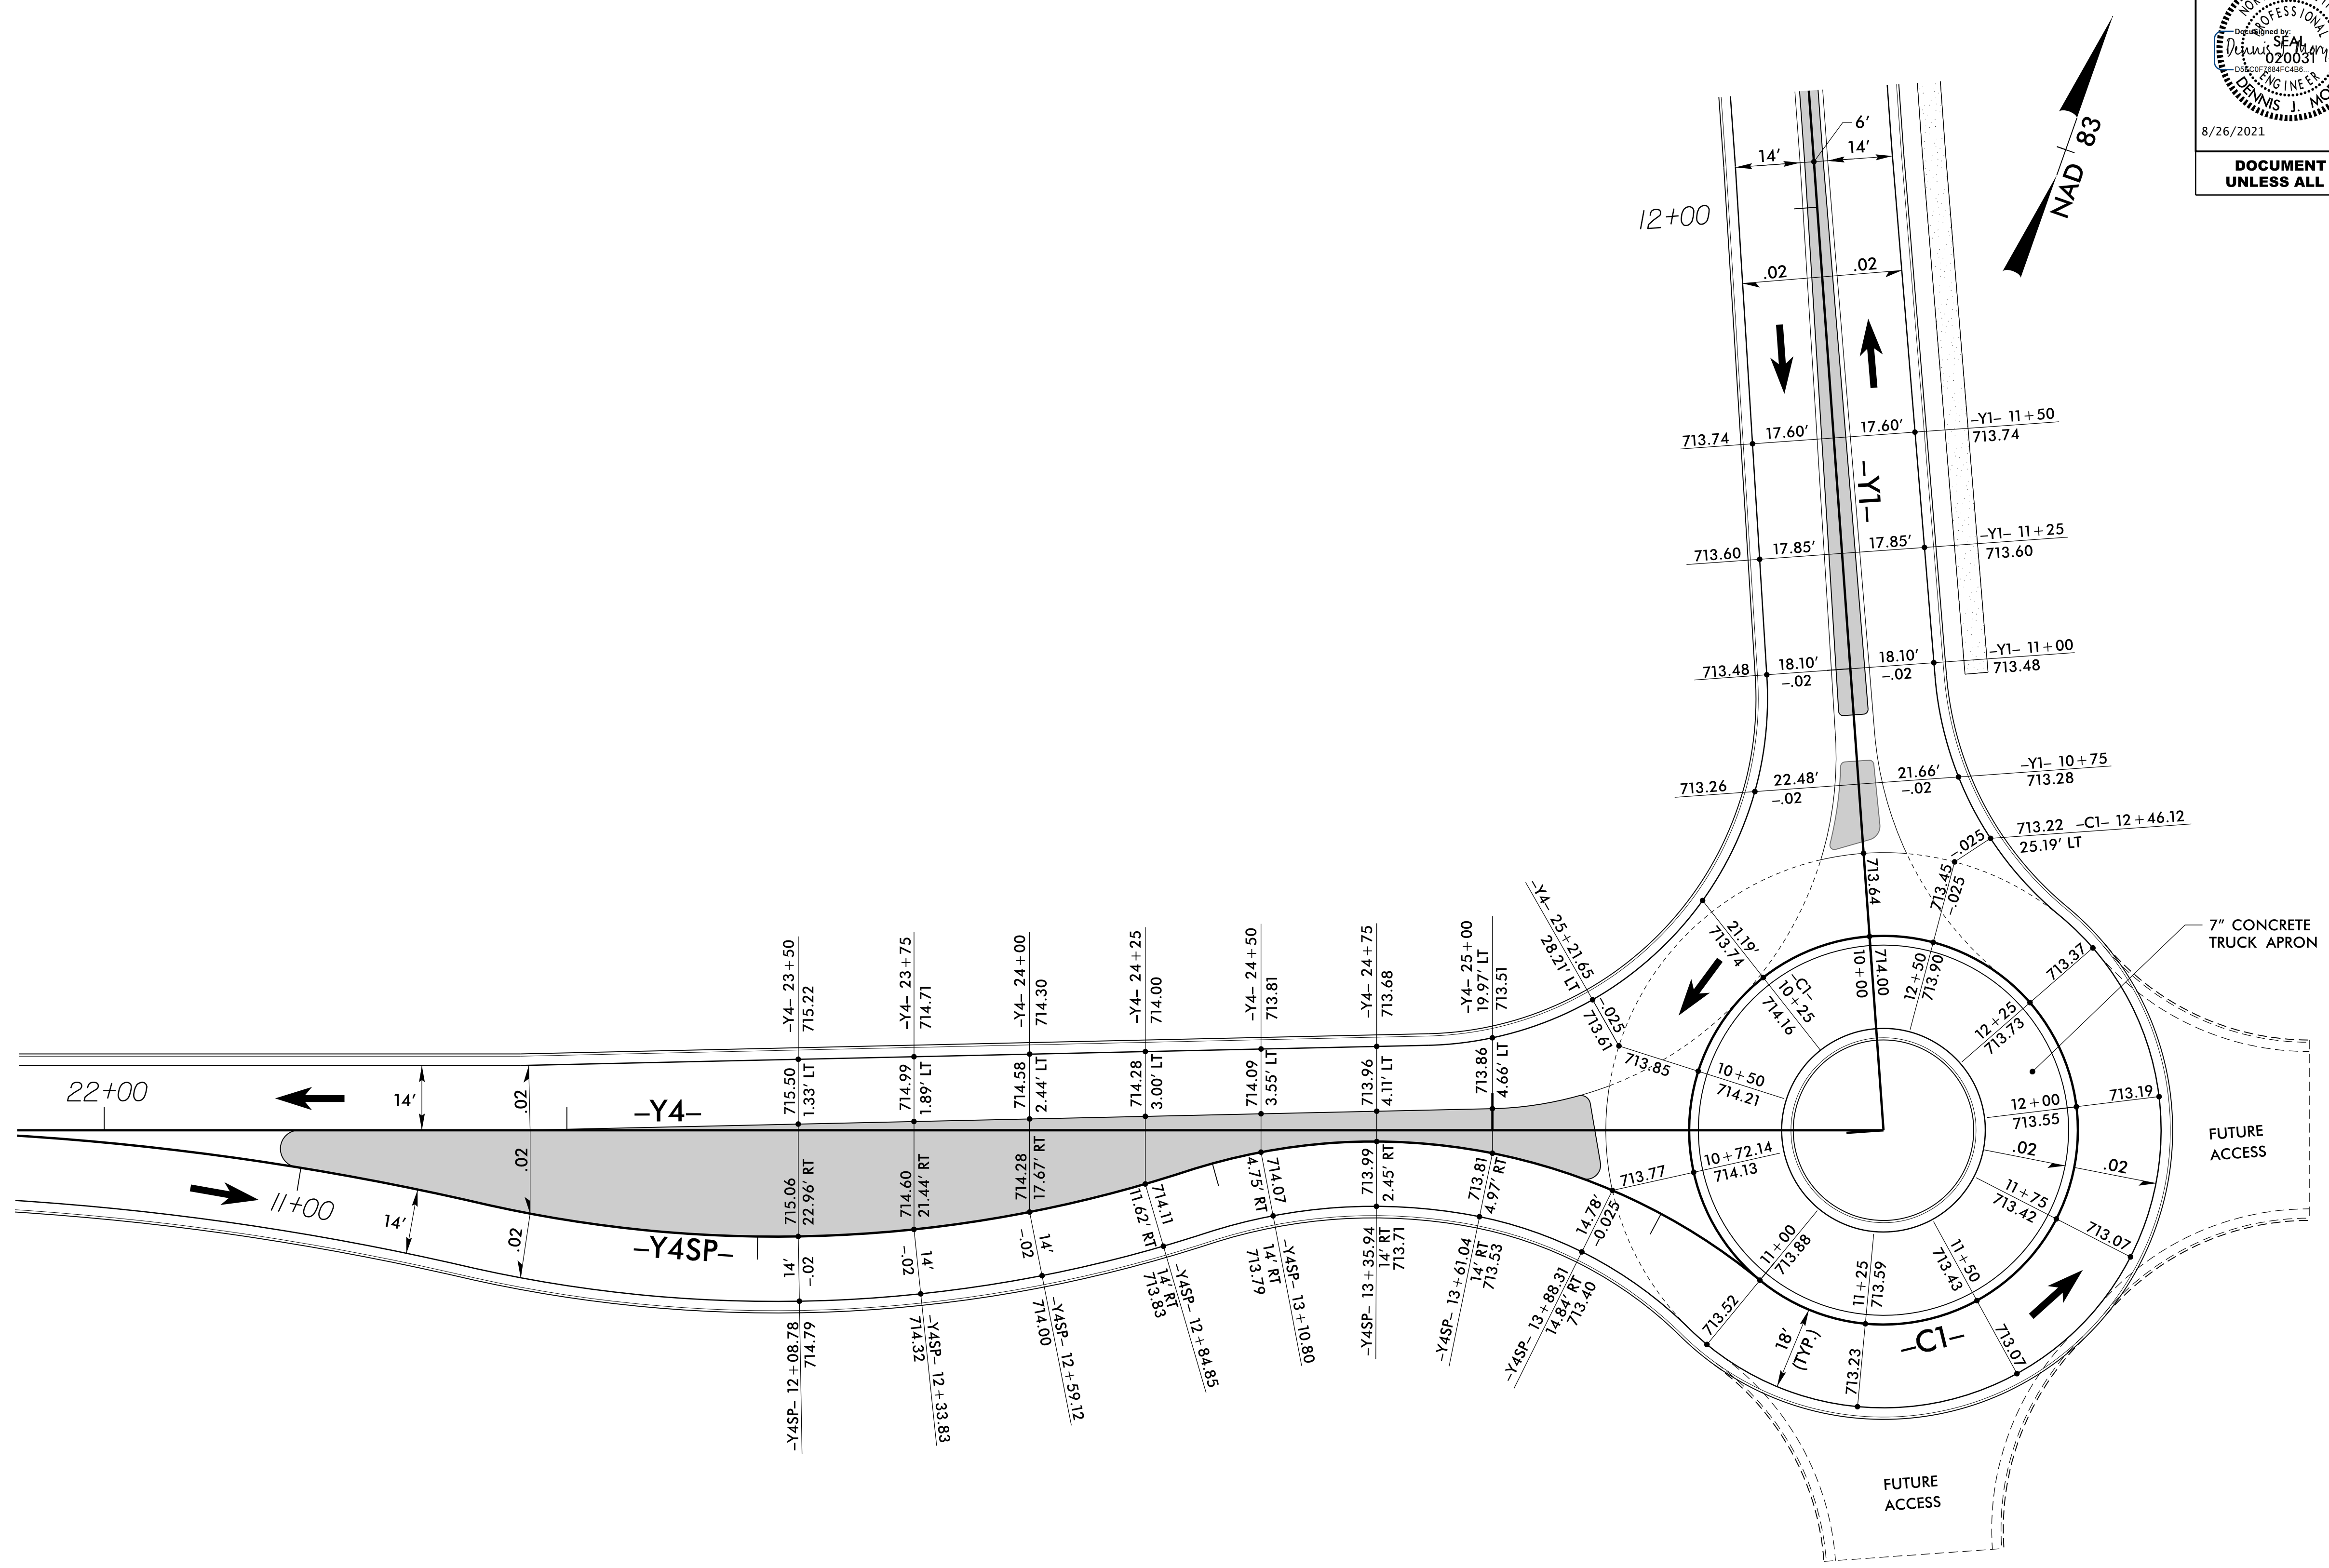 PROFESSIONAL
DocuSigned by:
SEAL
020031
D5EC0F7684FC4B6...
ENGINEER
DENNIS J.
8/26/2021
DOCUMENT
UNLESS ALL
NAD 83
6'
14'
14'
12+00
.02
.02
713.74
17.60'
17.60'
–Y1– 11+50
713.74
–Y1–
713.60
17.85'
17.85'
–Y1– 11+25
713.60
713.48
18.10'
–.02
18.10'
–.02
–Y1– 11+00
713.48
713.26
22.48'
–.02
21.66'
–.02
–Y1– 10+75
713.28
713.22 –C1– 12+46.12
25.19' LT
–.025
713.45
–.025
713.64
7" CONCRETE
TRUCK APRON
–Y4– 25+21.65
28.21' LT
–.025
713.61
21.19'
713.74
–C1–
10+25
714.16
10+00
714.00
12+50
713.90
713.37
12+25
713.73
713.85
10+50
714.21
12+00
713.55
713.19
713.77
10+72.14
714.13
.02
.02
11+75
713.42
713.07
11+00
713.88
713.52
11+25
713.59
713.23
11+50
713.43
713.07
18'
(TYP.)
–C1–
FUTURE
ACCESS
FUTURE
ACCESS
22+00
14'
.02
–Y4–
.02
11+00
14'
.02
–Y4SP–
–Y4– 23+50
715.22
715.50
1.33' LT
715.06
22.96' RT
14'
–.02
–Y4SP– 12+08.78
714.79
–Y4– 23+75
714.71
714.99
1.89' LT
714.60
21.44' RT
14'
–.02
–Y4SP– 12+33.83
714.32
–Y4– 24+00
714.30
714.58
2.44' LT
714.28
17.67' RT
14'
–.02
–Y4SP– 12+59.12
714.00
–Y4– 24+25
714.00
714.28
3.00' LT
714.11
11.62' RT
–Y4SP– 12+84.85
14' RT
713.83
–Y4– 24+50
713.81
714.09
3.55' LT
714.07
4.75' RT
–Y4SP– 13+10.80
14' RT
713.79
–Y4– 24+75
713.68
713.96
4.11' LT
713.99
2.45' RT
–Y4SP– 13+35.94
14' RT
713.71
–Y4– 25+00
19.97' LT
713.51
713.86
4.66' LT
713.81
4.97' RT
–Y4SP– 13+61.04
14' RT
713.53
14.78'
–0.025
–Y4SP– 13+88.31
14.84' RT
713.40